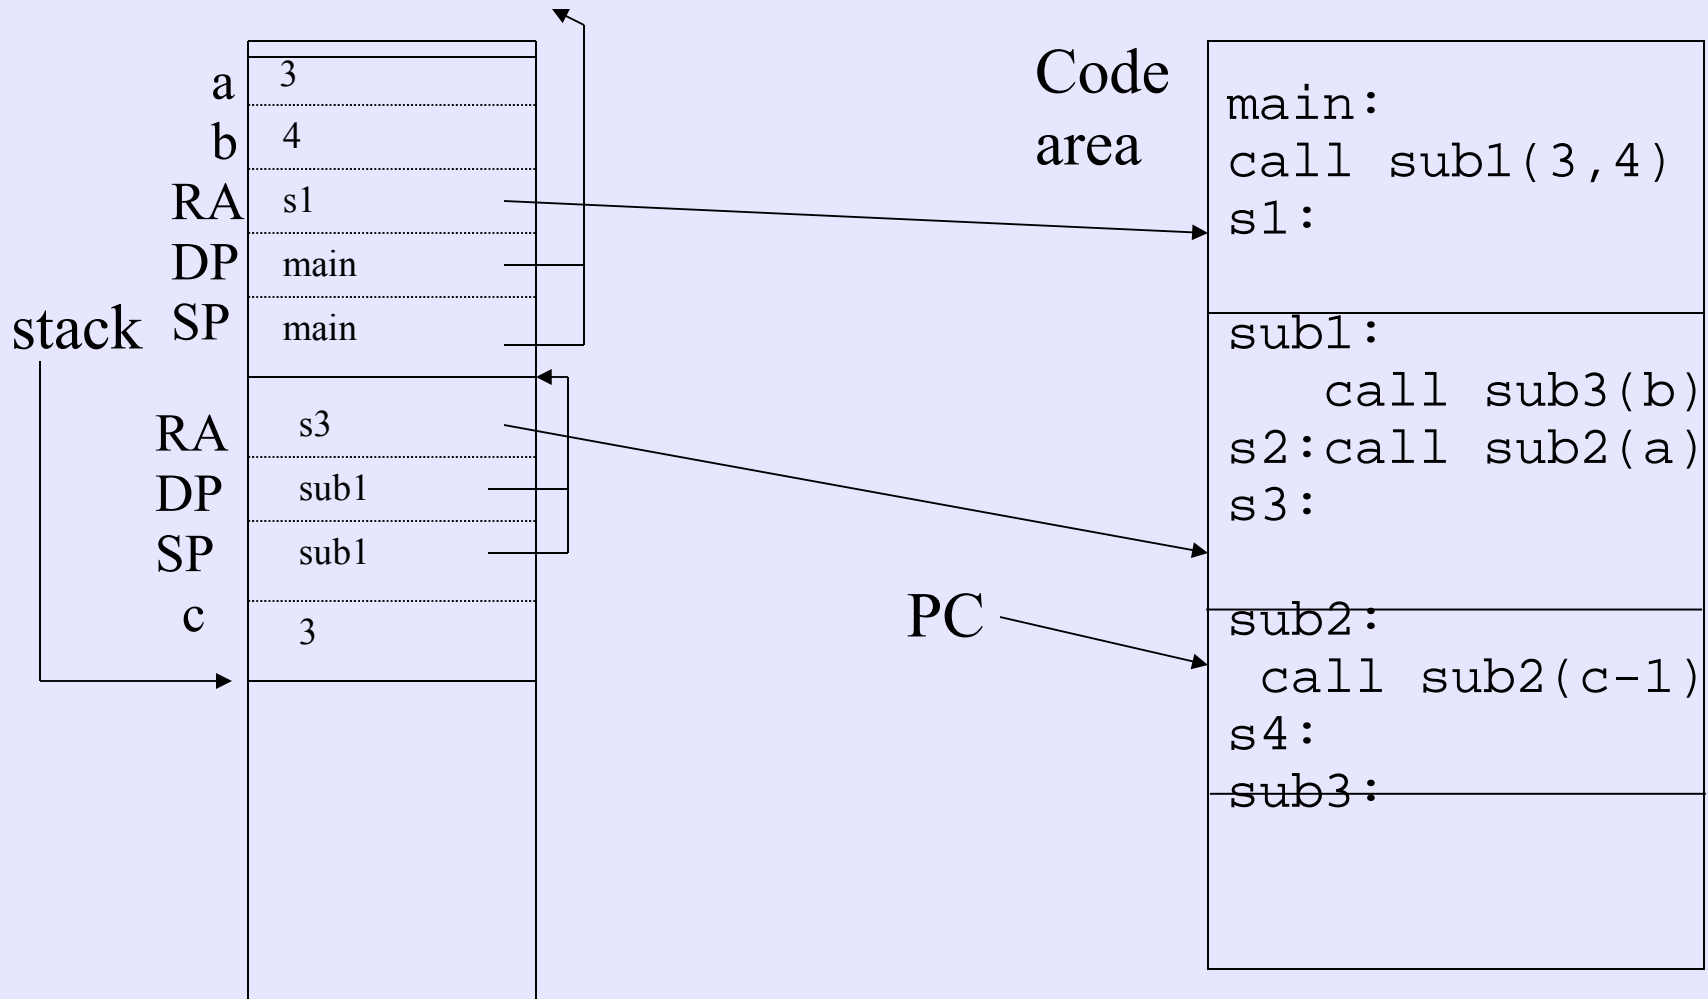 a 3
b 4
RA s1
DP main
SP main
stack
RA s3
DP sub1
SP sub1
c 3
Code
area
PC
main:
call sub1(3,4)
s1:
sub1:
call sub3(b)
s2:call sub2(a)
s3:
sub2:
call sub2(c-1)
s4:
sub3: